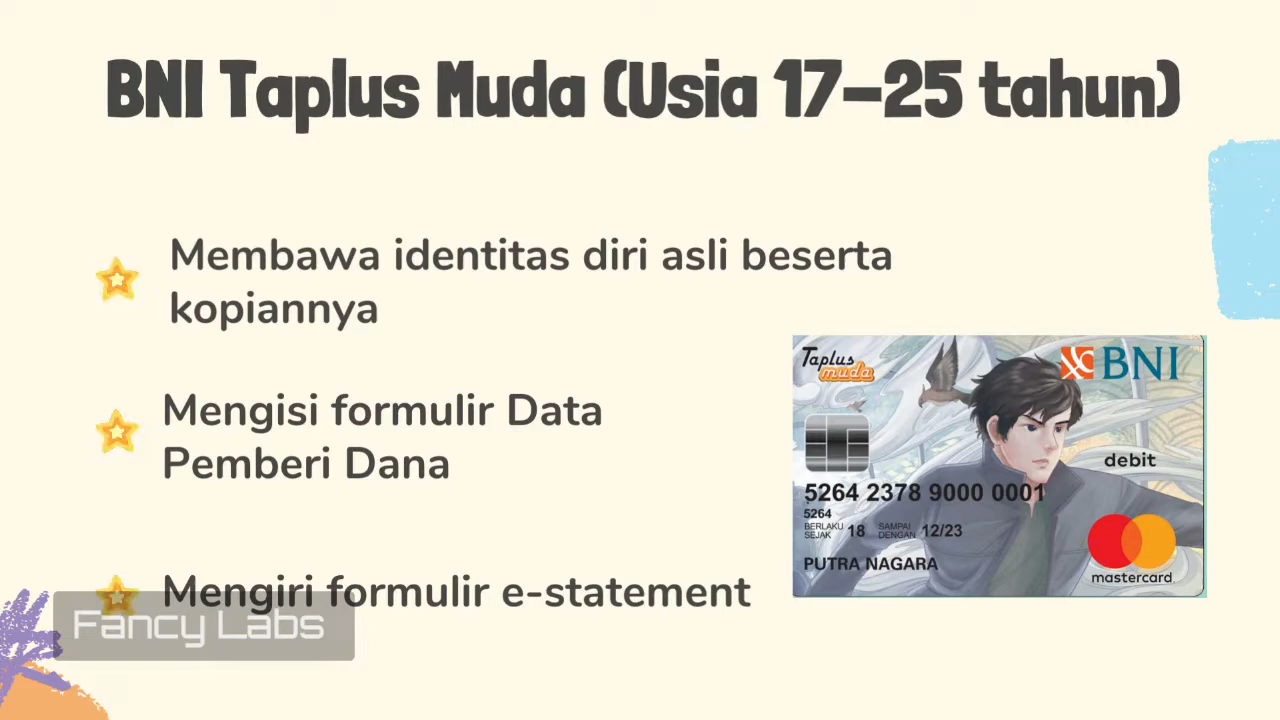 BNI Taplus Muda (Usia 17-25 tahun)
Membawa identitas diri asli beserta
kopiannya
Mengisi formulir Data
Pemberi Dana
Mengiri formulir e-statement
Taplus
muda
BNI
debit
5264 2378 9000 0001
5264
BERLAKU SEJAK 18 SAMPAI DENGAN 12/23
PUTRA NAGARA
mastercard
Fancy Labs